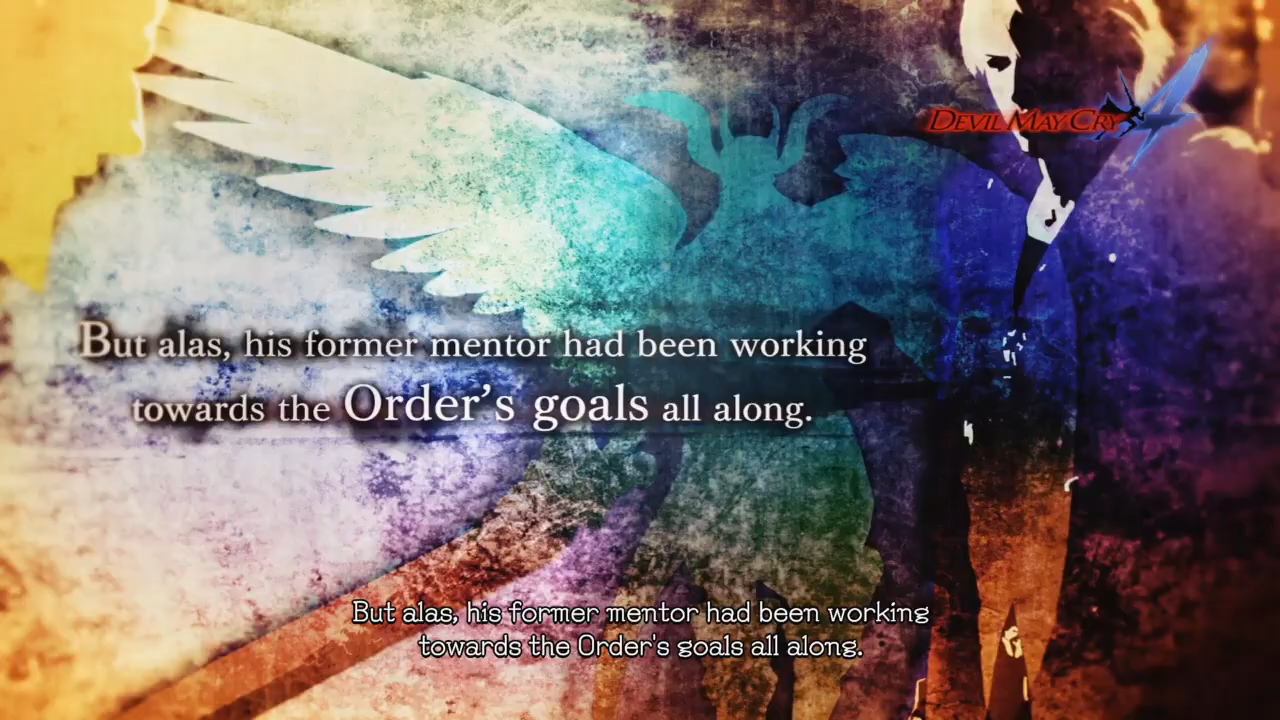 DEVIL MAY CRY 4
But alas, his former mentor had been working
towards the Order’s goals all along.
But alas, his former mentor had been working
towards the Order's goals all along.